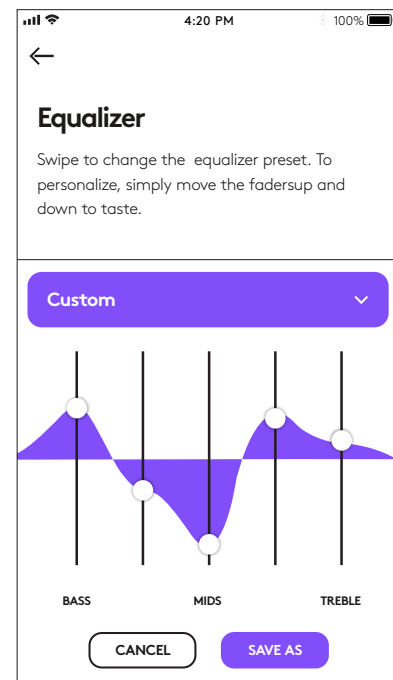 4:20 PM
100%
Equalizer
Swipe to change the  equalizer preset. To
personalize, simply move the fadersup and
down to taste.
Custom
BASS MIDS TREBLE
CANCEL SAVE AS